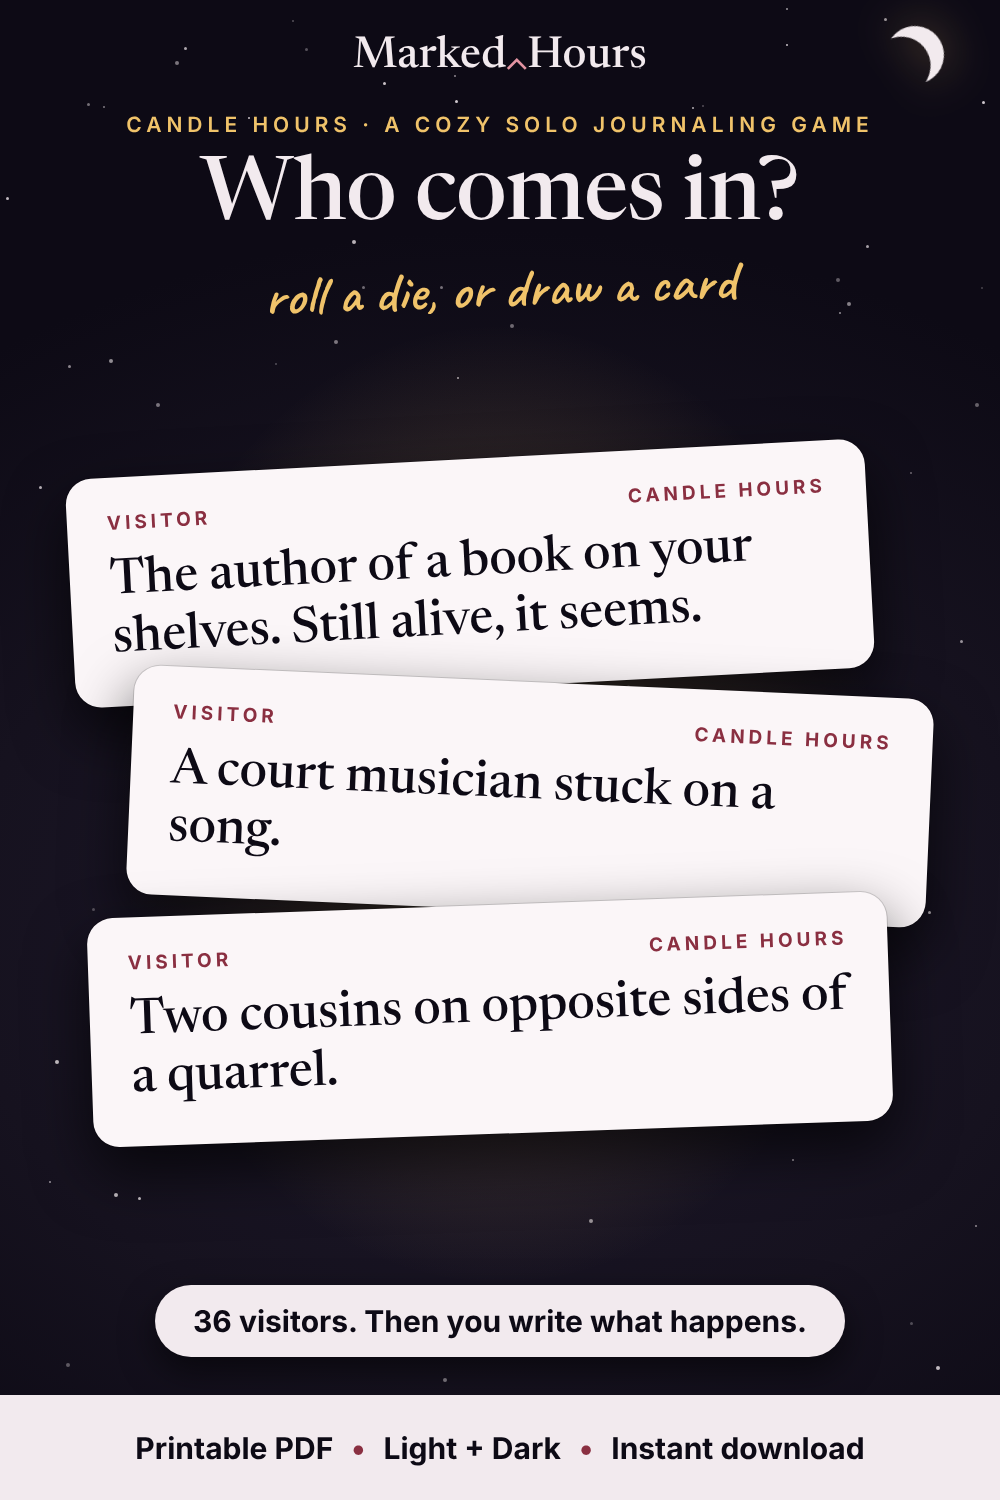 Marked‸Hours
CANDLE HOURS · A COZY SOLO JOURNALING GAME
Who comes in?
roll a die, or draw a card
VISITOR
CANDLE HOURS
The author of a book on your
shelves. Still alive, it seems.
VISITOR
CANDLE HOURS
A court musician stuck on a
song.
VISITOR
CANDLE HOURS
Two cousins on opposite sides of
a quarrel.
36 visitors. Then you write what happens.
Printable PDF • Light + Dark • Instant download